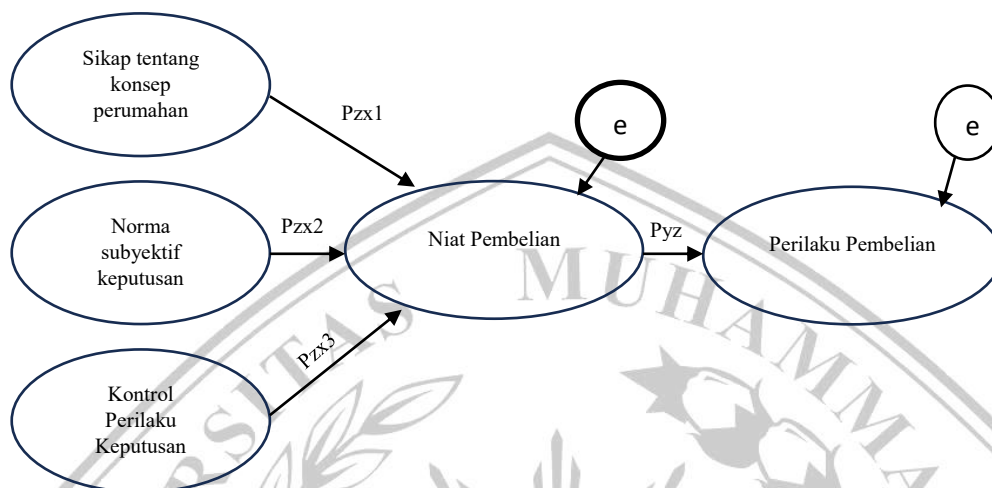 Sikap tentang
konsep
perumahan
Pzx1
e
e
Norma
subyektif
keputusan
Pzx2
Niat Pembelian
Pyz
Perilaku Pembelian
Pzx3
Kontrol
Perilaku
Keputusan
RSITAS MUHAMMA